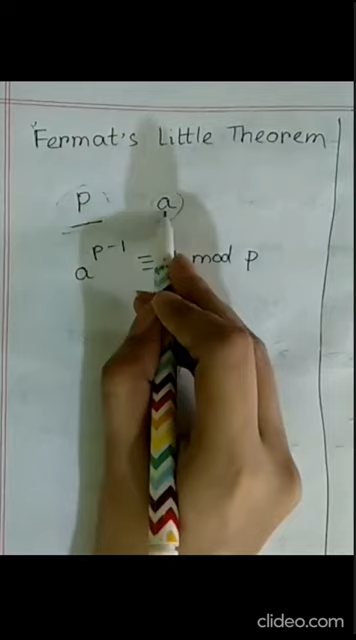 Fermat's Little Theorem
p a
a^{p-1} ≡ mod p
clideo.com